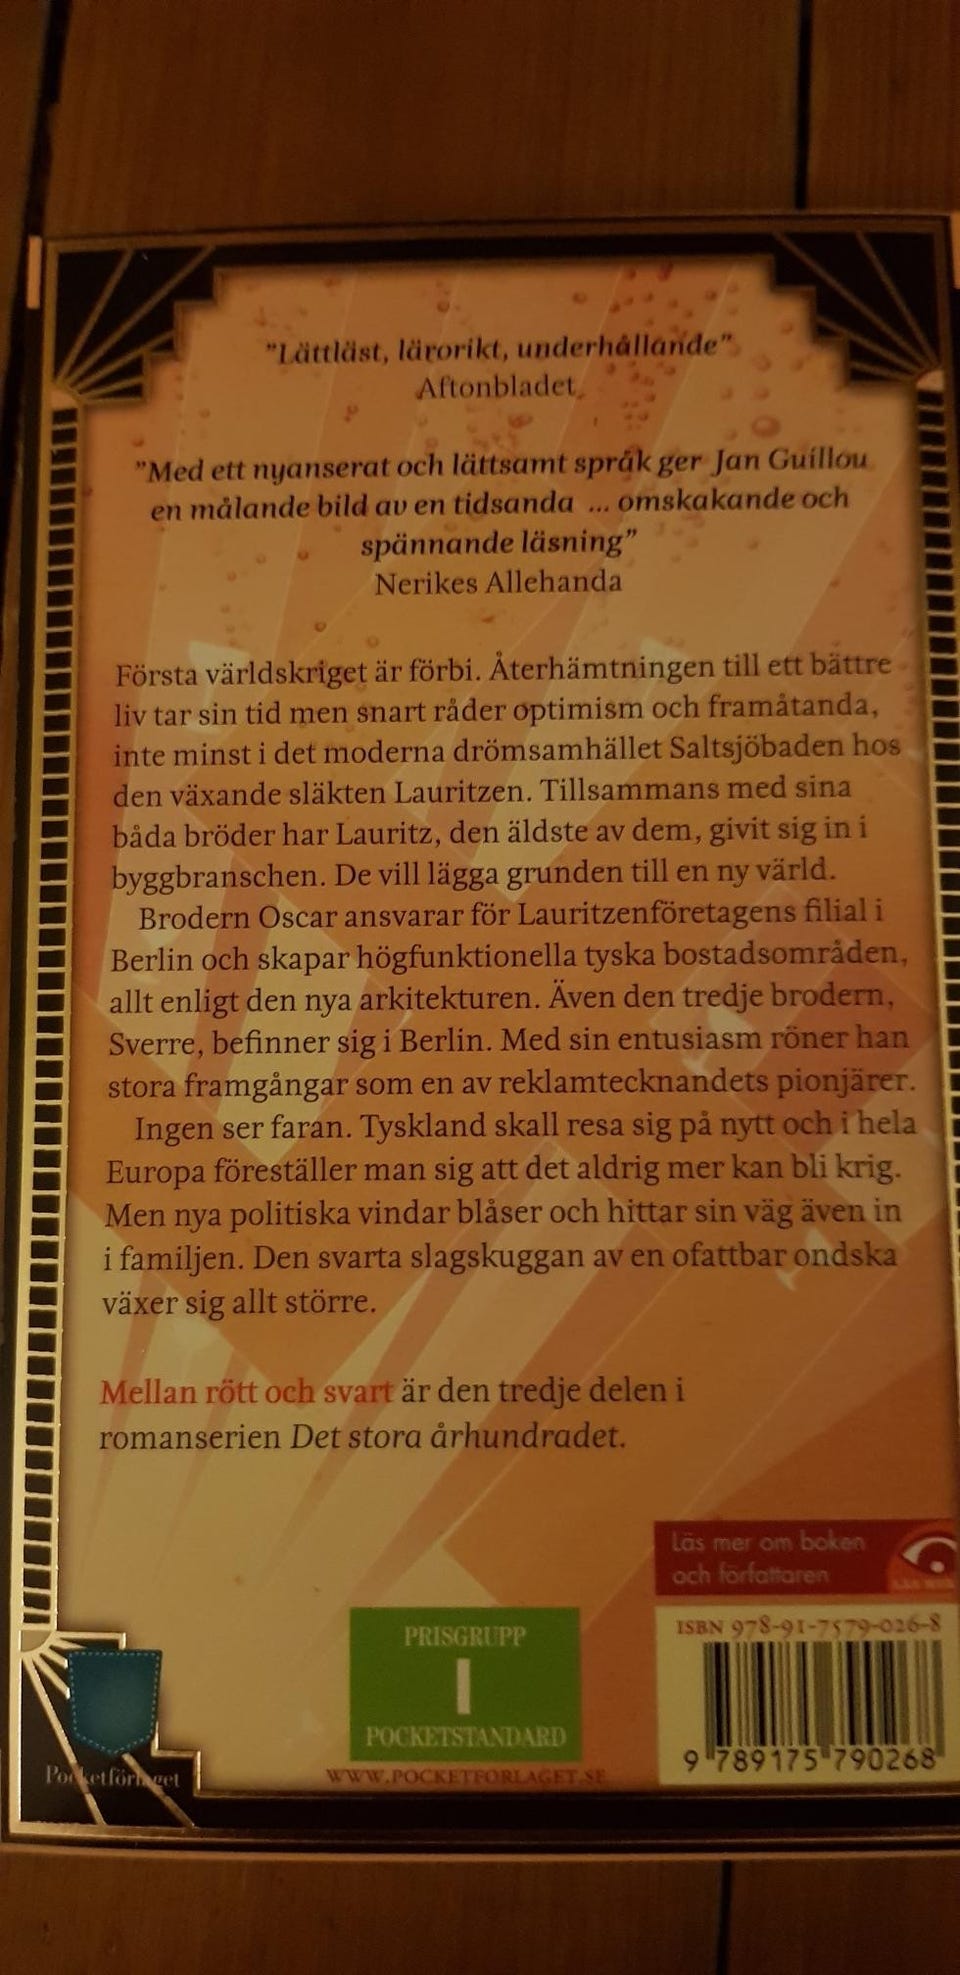 "Lättläst, lärorikt, underhållande"
Aftonbladet
"Med ett nyanserat och lättsamt språk ger Jan Guillou
en målande bild av en tidsanda ... omskakande och
spännande läsning"
Nerikes Allehanda
Första världskriget är förbi. Återhämtningen till ett bättre
liv tar sin tid men snart råder optimism och framåtanda,
inte minst i det moderna drömsamhället Saltsjöbaden hos
den växande släkten Lauritzen. Tillsammans med sina
båda bröder har Lauritz, den äldste av dem, givit sig in i
byggbranschen. De vill lägga grunden till en ny värld.
Brodern Oscar ansvarar för Lauritzenföretagens filial i
Berlin och skapar högfunktionella tyska bostadsområden,
allt enligt den nya arkitekturen. Även den tredje brodern,
Sverre, befinner sig i Berlin. Med sin entusiasm röner han
stora framgångar som en av reklamtecknandets pionjärer.
Ingen ser faran. Tyskland skall resa sig på nytt och i hela
Europa föreställer man sig att det aldrig mer kan bli krig.
Men nya politiska vindar blåser och hittar sin väg även in
i familjen. Den svarta slagskuggan av en ofattbar ondska
växer sig allt större.
Mellan rött och svart är den tredje delen i
romanserien Det stora århundradet.
Läs mer om boken
och författaren
ISBN 978-91-7579-026-8
9 789175 790268
PRISGRUPP
1
POCKETSTANDARD
WWW.POCKETFORLAGET.SE
Pocketförlaget